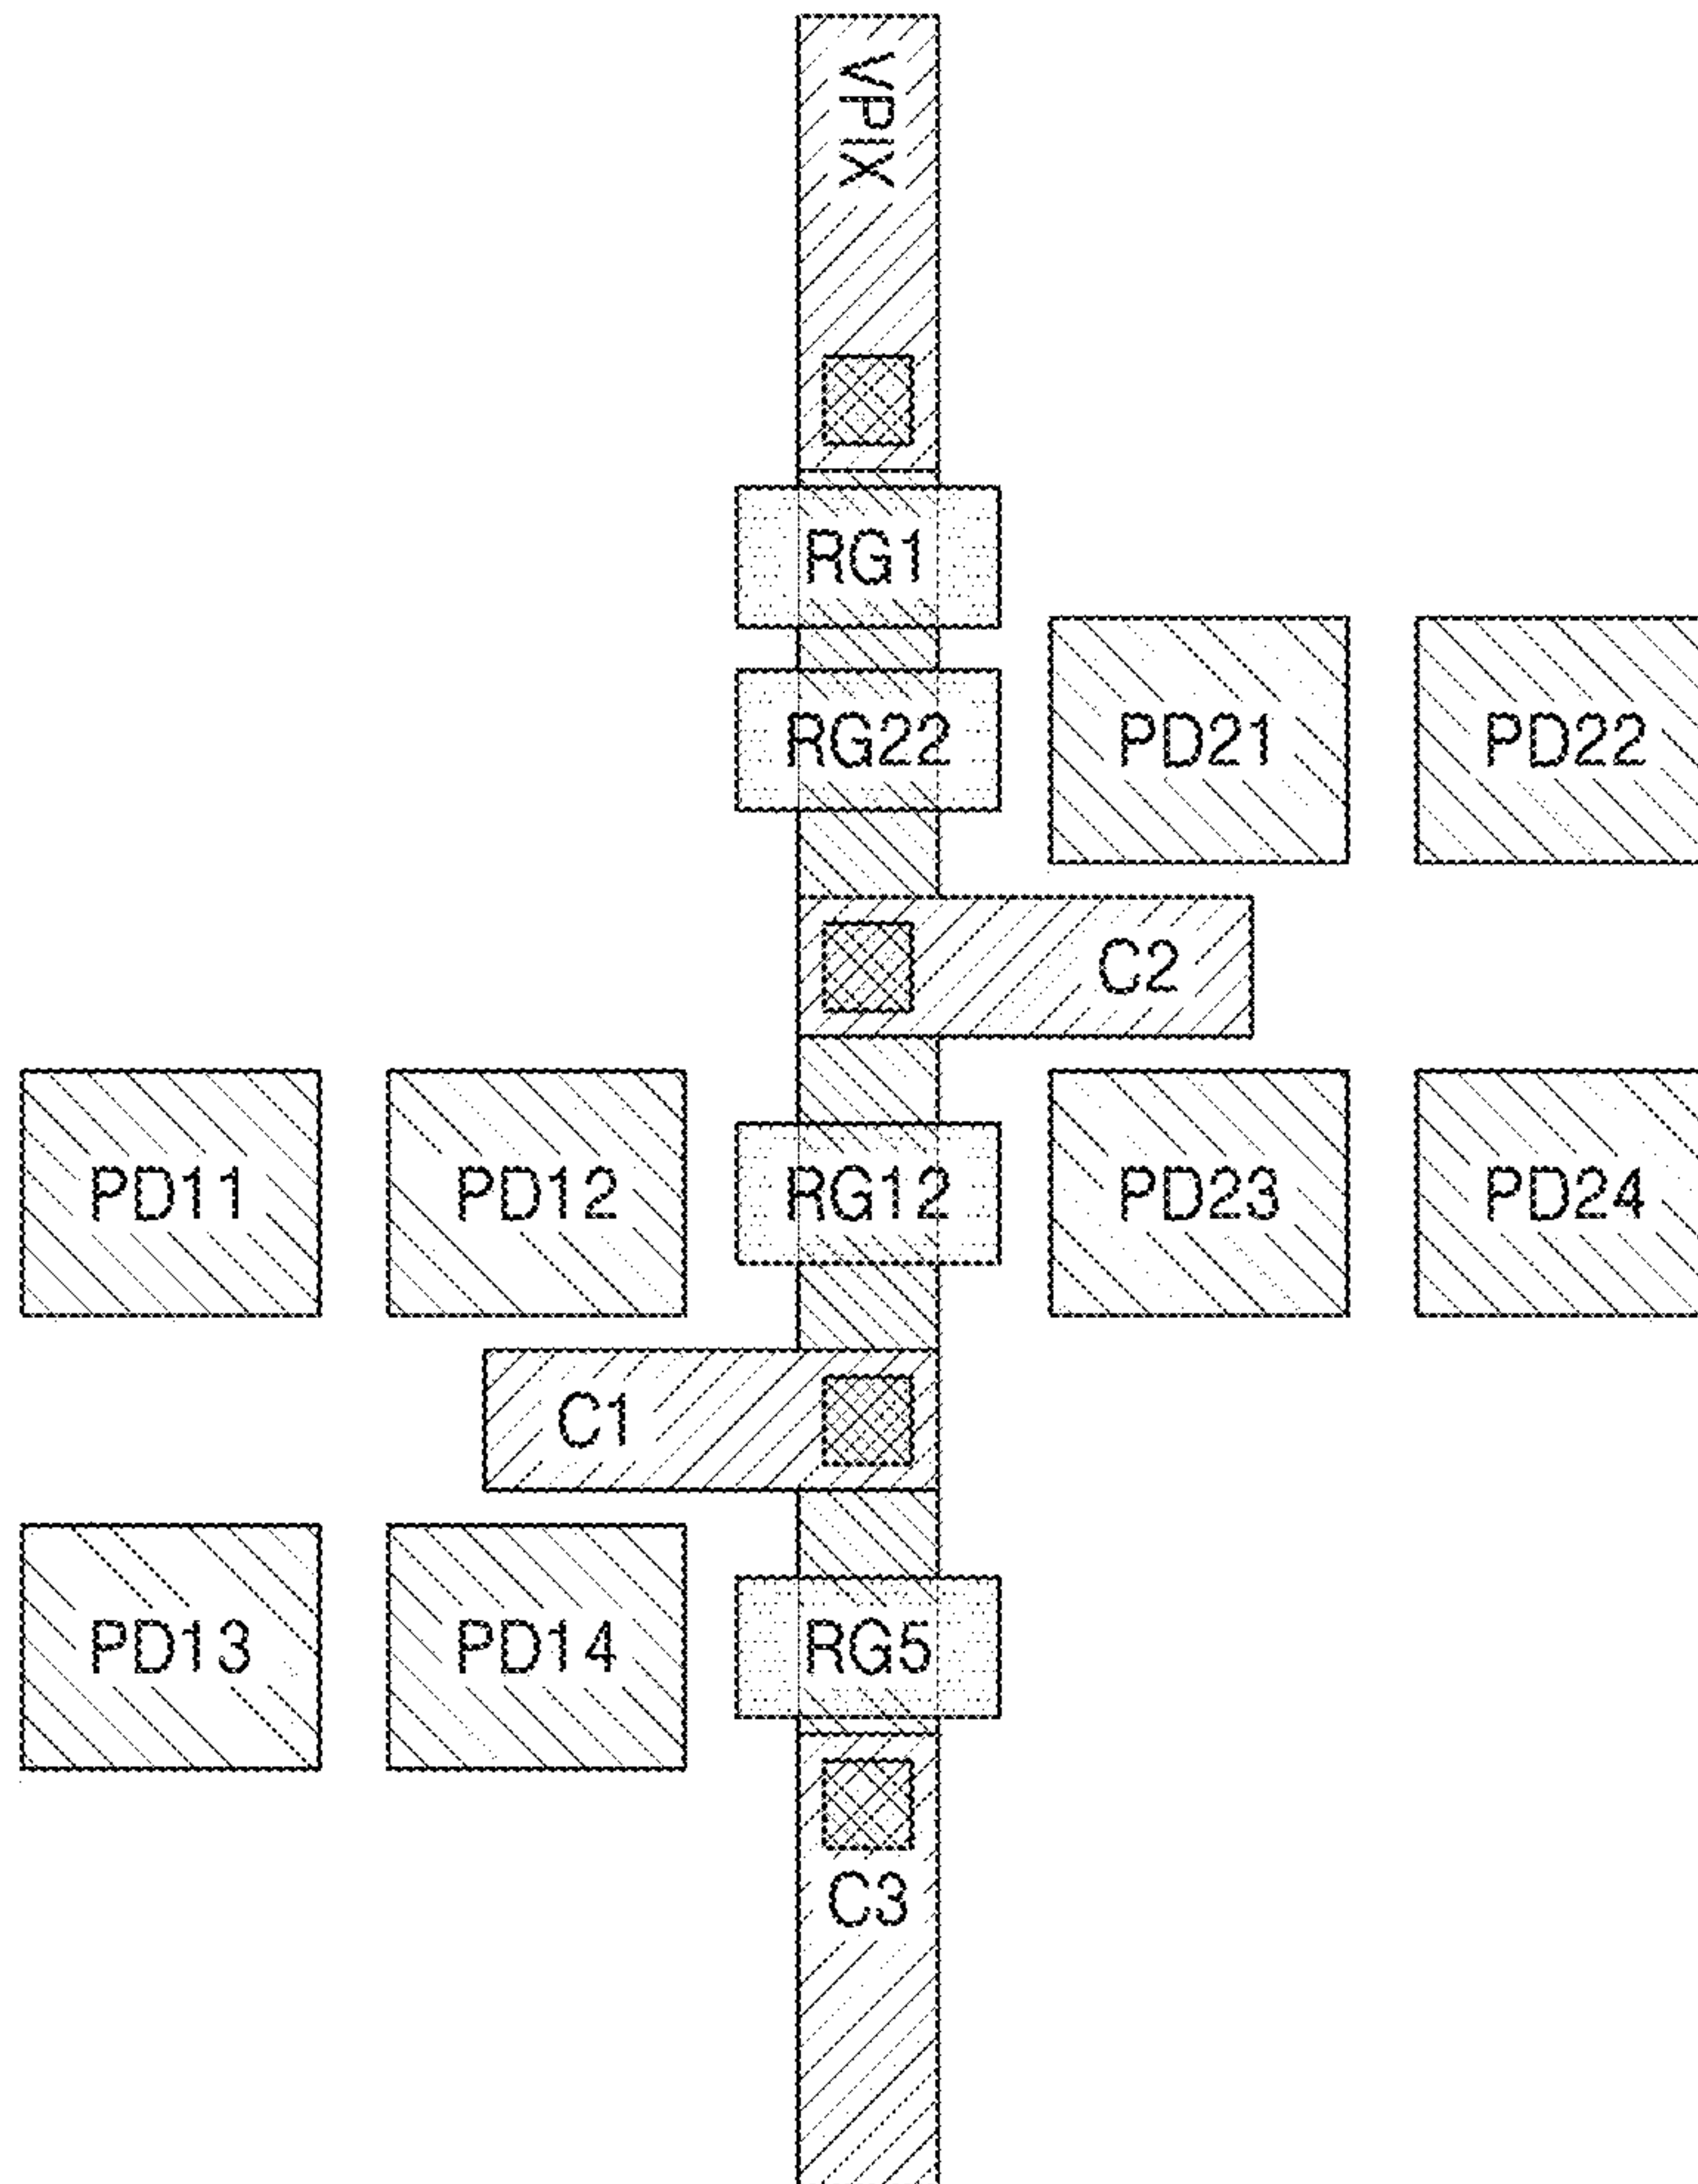 VPIX
RG1
RG22 PD21 PD22
C2
PD11 PD12 RG12 PD23 PD24
C1
PD13 PD14 RG5
C3